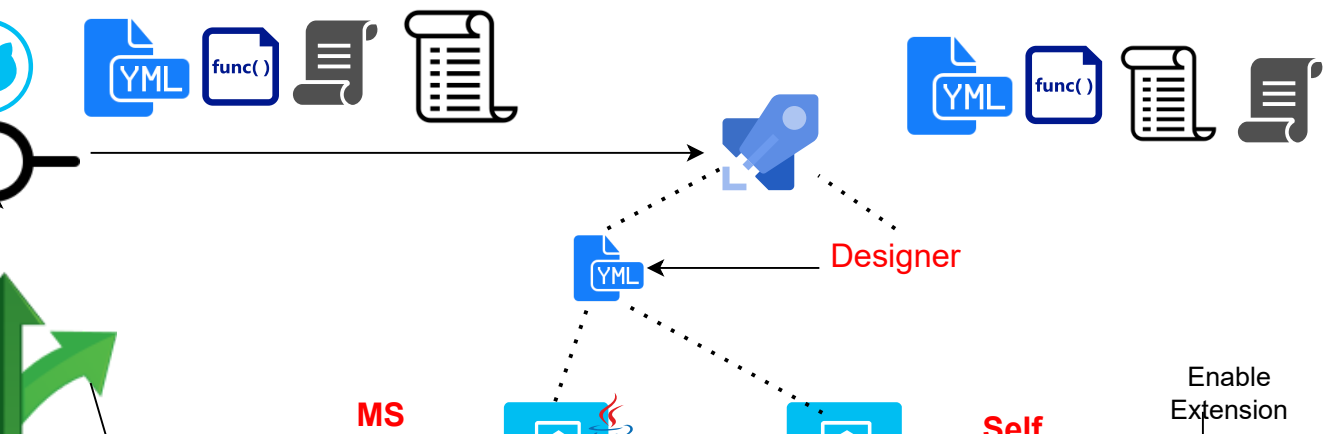 YML
func( )
YML
func( )
YML
Designer
MS
Self
Enable
Extension